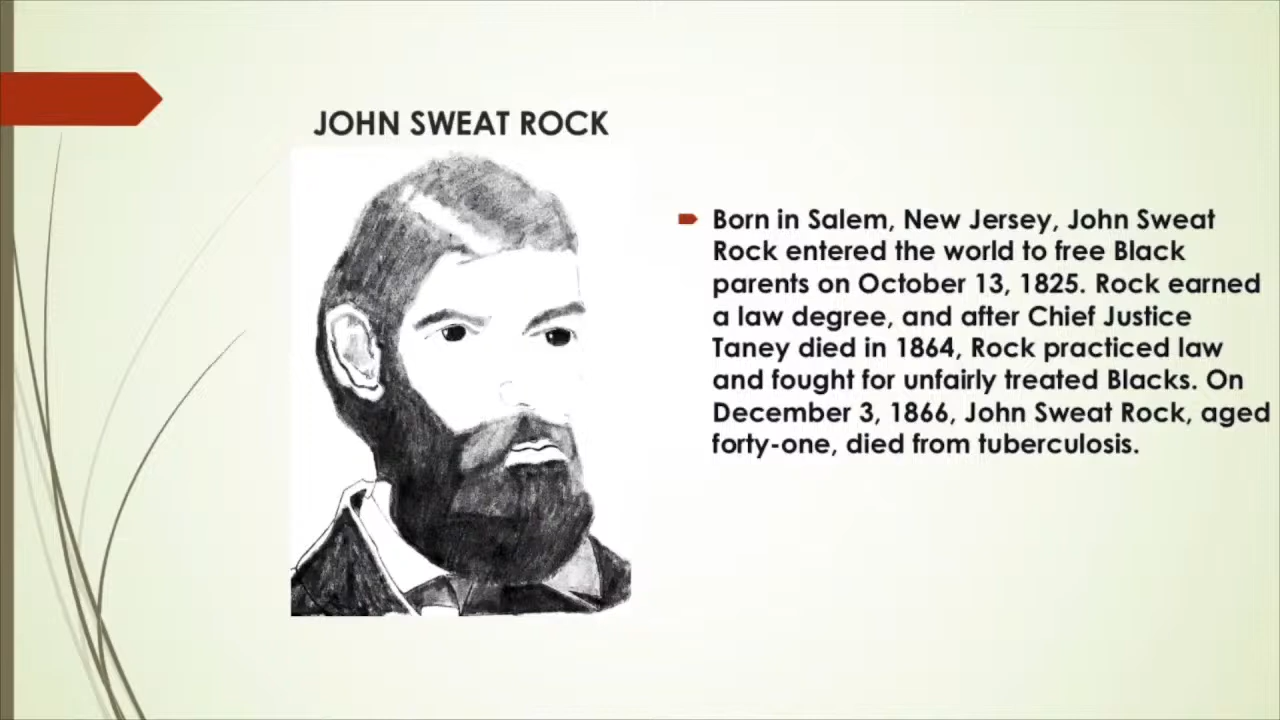 JOHN SWEAT ROCK
Born in Salem, New Jersey, John Sweat
Rock entered the world to free Black
parents on October 13, 1825. Rock earned
a law degree, and after Chief Justice
Taney died in 1864, Rock practiced law
and fought for unfairly treated Blacks. On
December 3, 1866, John Sweat Rock, aged
forty-one, died from tuberculosis.